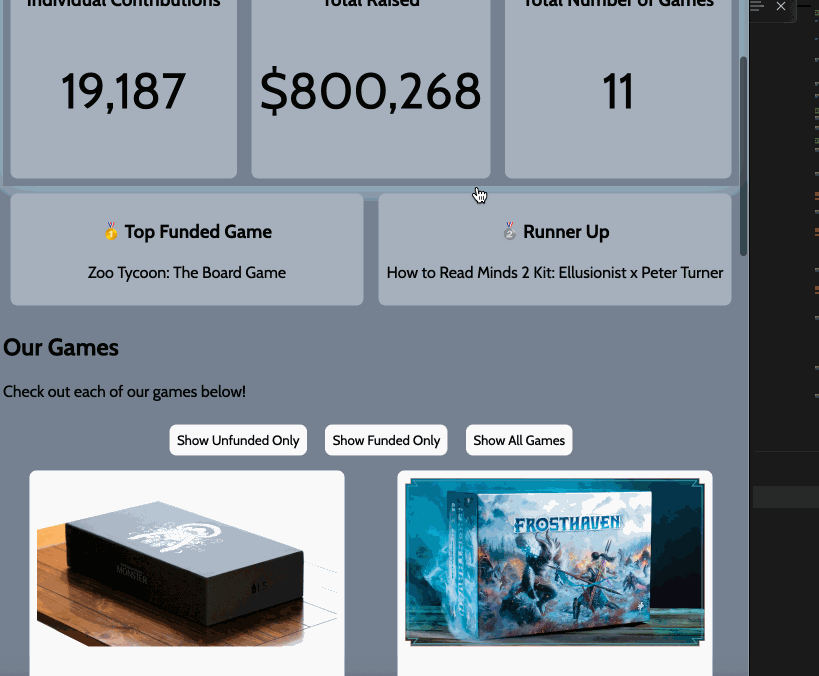 Individual Contributions
Total Raised
Total Number of Games
19,187
$800,268
11
🥇 Top Funded Game
Zoo Tycoon: The Board Game
🥈 Runner Up
How to Read Minds 2 Kit: Ellusionist x Peter Turner
Our Games
Check out each of our games below!
Show Unfunded Only
Show Funded Only
Show All Games
MONSTER
FROSTHAVEN